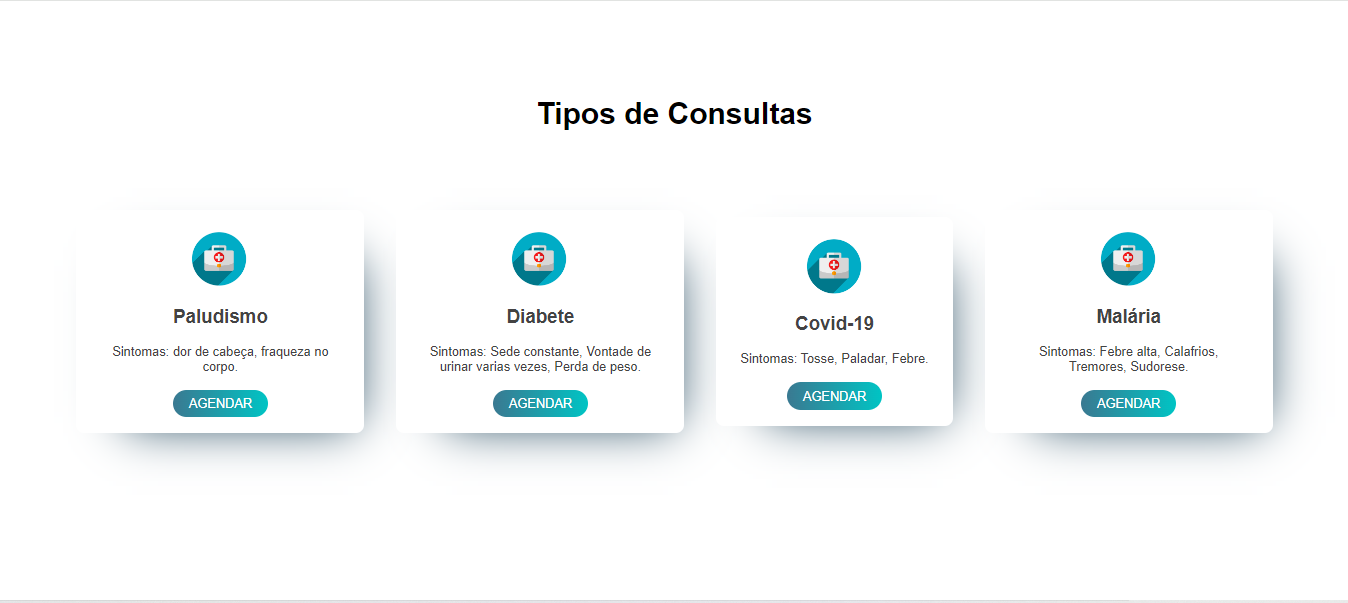 Tipos de Consultas
Paludismo
Sintomas: dor de cabeça, fraqueza no
corpo.
AGENDAR
Diabete
Sintomas: Sede constante, Vontade de
urinar varias vezes, Perda de peso.
AGENDAR
Covid-19
Sintomas: Tosse, Paladar, Febre.
AGENDAR
Malária
Sintomas: Febre alta, Calafrios,
Tremores, Sudorese.
AGENDAR